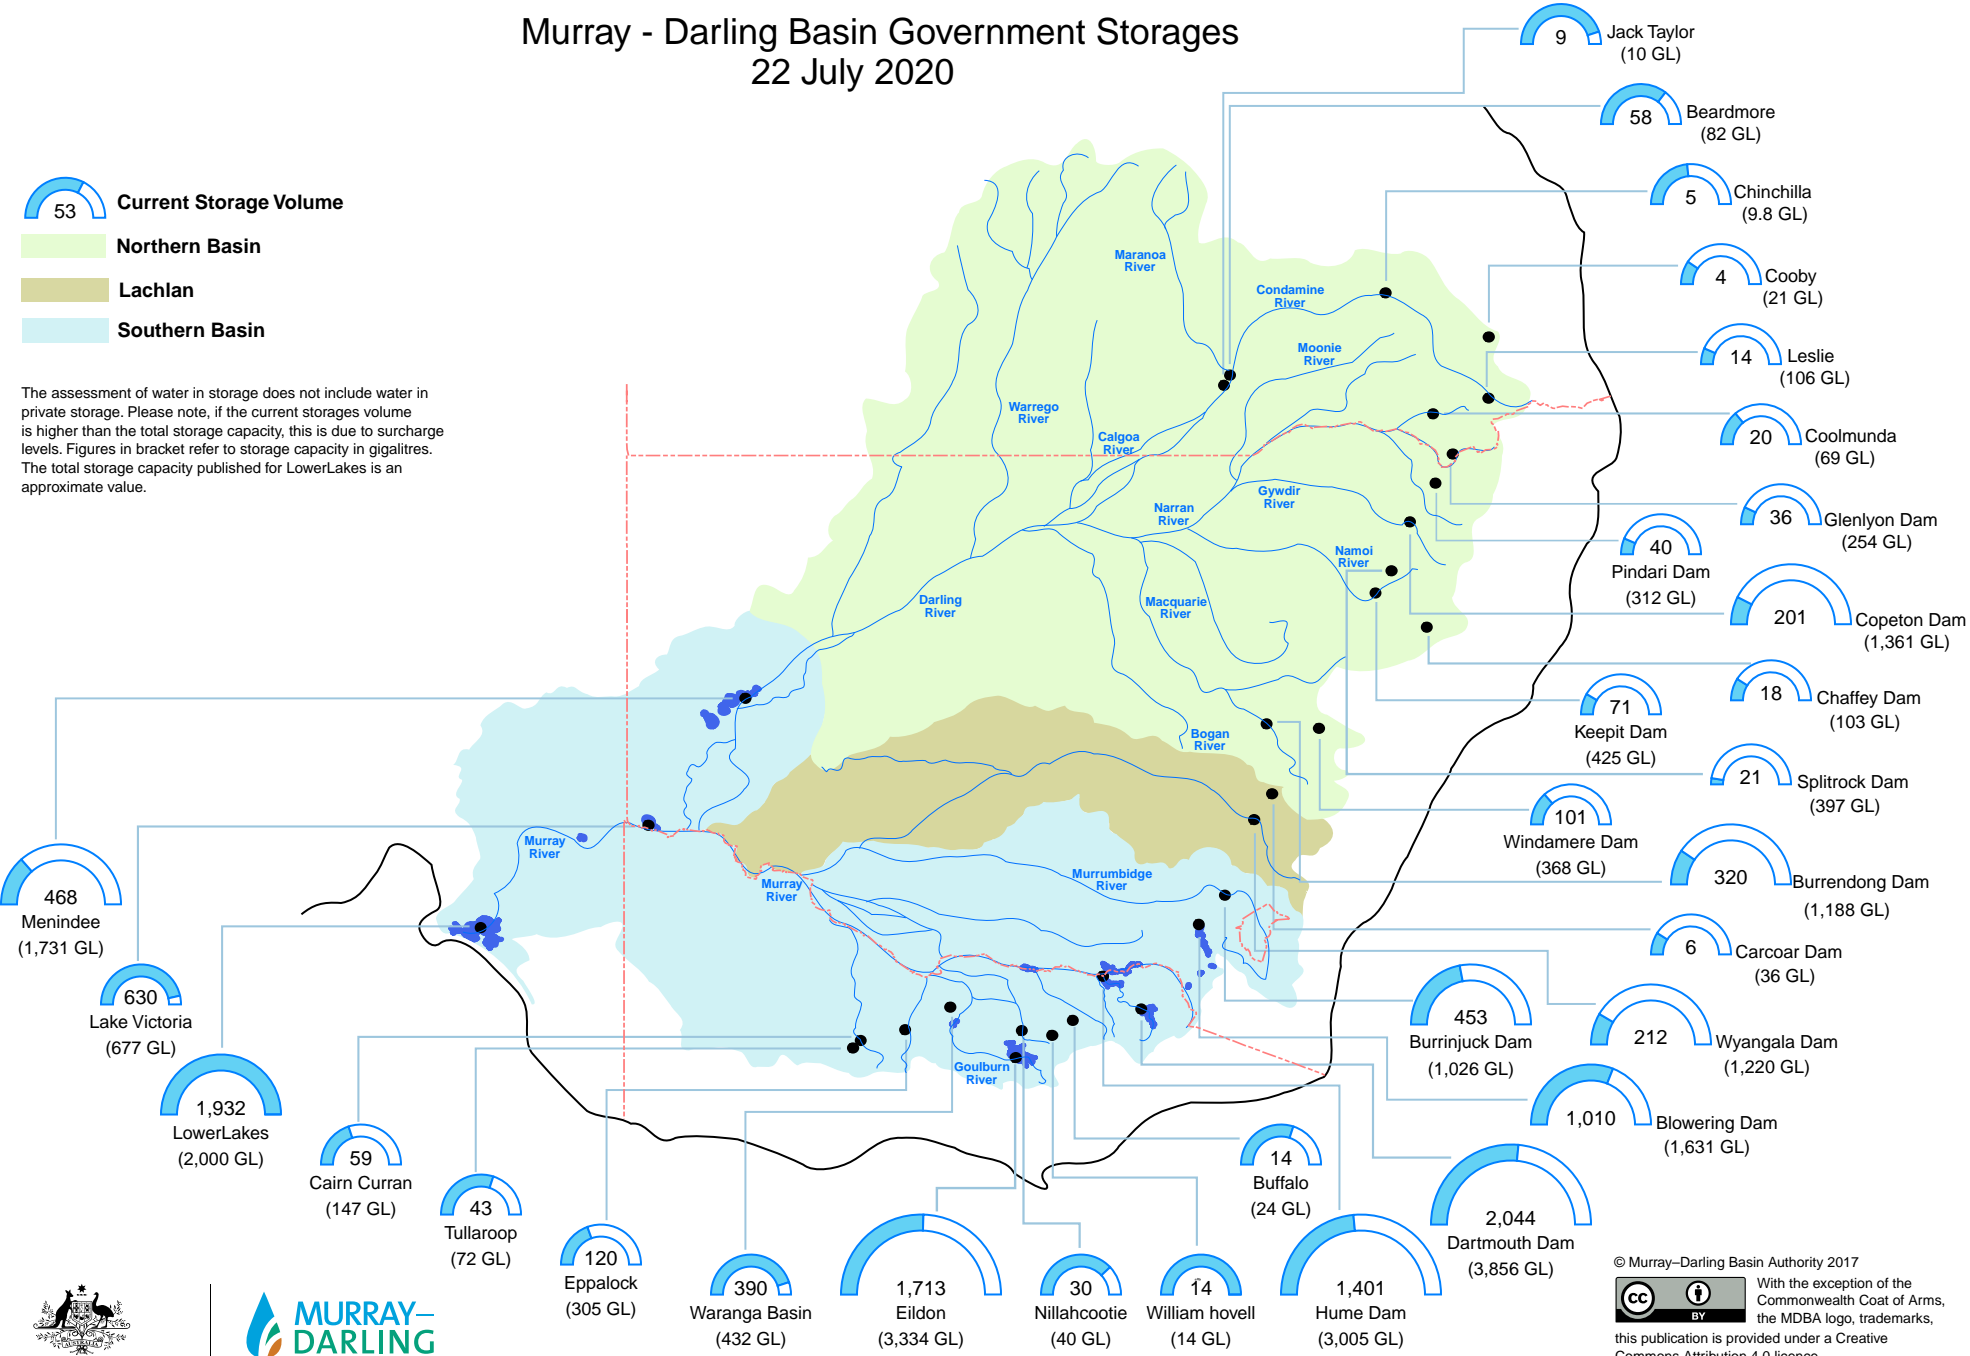 Murray - Darling Basin Government Storages
22 July 2020
53
Current Storage Volume
Northern Basin
Lachlan
Southern Basin
The assessment of water in storage does not include water in
private storage. Please note, if the current storages volume
is higher than the total storage capacity, this is due to surcharge
levels. Figures in bracket refer to storage capacity in gigalitres.
The total storage capacity published for LowerLakes is an
approximate value.
9
Jack Taylor
(10 GL)
58
Beardmore
(82 GL)
5
Chinchilla
(9.8 GL)
4
Cooby
(21 GL)
14
Leslie
(106 GL)
20
Coolmunda
(69 GL)
36
Glenlyon Dam
(254 GL)
40
Pindari Dam
(312 GL)
201
Copeton Dam
(1,361 GL)
18
Chaffey Dam
(103 GL)
71
Keepit Dam
(425 GL)
21
Splitrock Dam
(397 GL)
101
Windamere Dam
(368 GL)
320
Burrendong Dam
(1,188 GL)
6
Carcoar Dam
(36 GL)
453
Burrinjuck Dam
(1,026 GL)
212
Wyangala Dam
(1,220 GL)
1,010
Blowering Dam
(1,631 GL)
2,044
Dartmouth Dam
(3,856 GL)
14
Buffalo
(24 GL)
1,401
Hume Dam
(3,005 GL)
14
William hovell
(14 GL)
30
Nillahcootie
(40 GL)
1,713
Eildon
(3,334 GL)
390
Waranga Basin
(432 GL)
120
Eppalock
(305 GL)
43
Tullaroop
(72 GL)
59
Cairn Curran
(147 GL)
1,932
LowerLakes
(2,000 GL)
630
Lake Victoria
(677 GL)
468
Menindee
(1,731 GL)
Maranoa
River
Condamine
River
Moonie
River
Warrego
River
Calgoa
River
Gywdir
River
Narran
River
Namoi
River
Darling
River
Macquarie
River
Bogan
River
Murray
River
Murray
River
Murrumbidge
River
Goulburn
River
MURRAY–
DARLING
© Murray–Darling Basin Authority 2017
cc
BY
With the exception of the
Commonwealth Coat of Arms,
the MDBA logo, trademarks,
this publication is provided under a Creative
Commons Attribution 4.0 licence